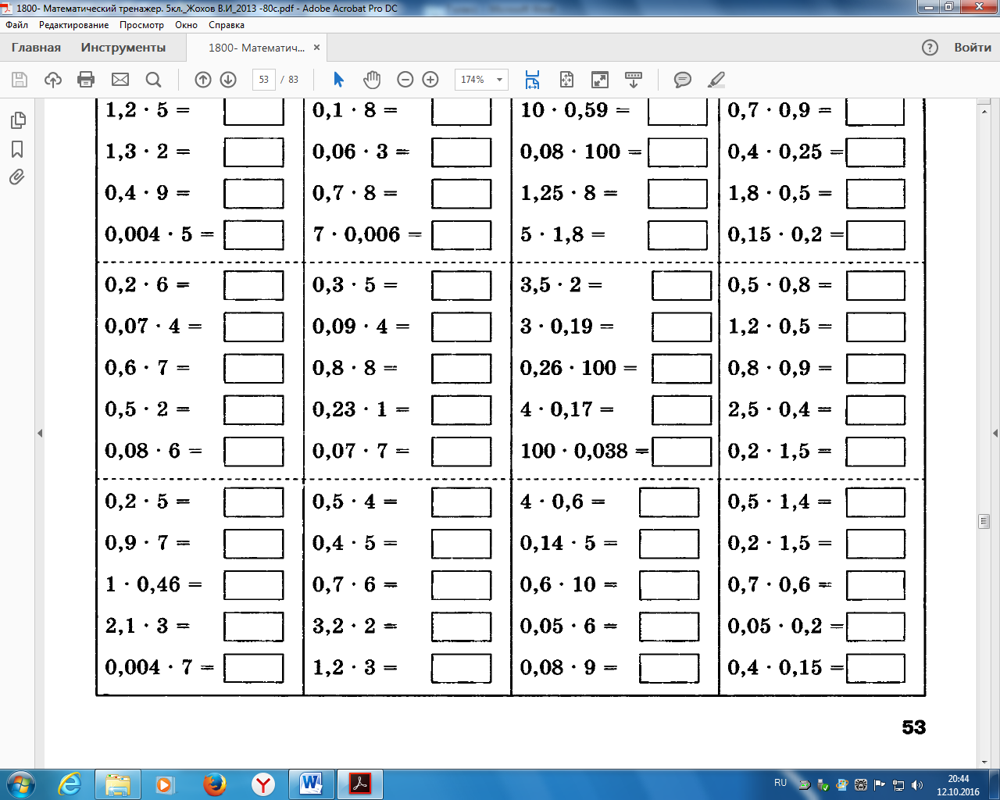 1800- Математический тренажер. 5кл._Жохов В.И_2013 -80с.pdf - Adobe Acrobat Pro DC
Файл Редактирование Просмотр Окно Справка
Главная Инструменты 1800- Математич... × ? Войти
53 / 83 174%
1,2 · 5 = 0,1 · 8 = 10 · 0,59 = 0,7 · 0,9 =
1,3 · 2 = 0,06 · 3 = 0,08 · 100 = 0,4 · 0,25 =
0,4 · 9 = 0,7 · 8 = 1,25 · 8 = 1,8 · 0,5 =
0,004 · 5 = 7 · 0,006 = 5 · 1,8 = 0,15 · 0,2 =
0,2 · 6 = 0,3 · 5 = 3,5 · 2 = 0,5 · 0,8 =
0,07 · 4 = 0,09 · 4 = 3 · 0,19 = 1,2 · 0,5 =
0,6 · 7 = 0,8 · 8 = 0,26 · 100 = 0,8 · 0,9 =
0,5 · 2 = 0,23 · 1 = 4 · 0,17 = 2,5 · 0,4 =
0,08 · 6 = 0,07 · 7 = 100 · 0,038 = 0,2 · 1,5 =
0,2 · 5 = 0,5 · 4 = 4 · 0,6 = 0,5 · 1,4 =
0,9 · 7 = 0,4 · 5 = 0,14 · 5 = 0,2 · 1,5 =
1 · 0,46 = 0,7 · 6 = 0,6 · 10 = 0,7 · 0,6 =
2,1 · 3 = 3,2 · 2 = 0,05 · 6 = 0,05 · 0,2 =
0,004 · 7 = 1,2 · 3 = 0,08 · 9 = 0,4 · 0,15 =
53
RU 20:44
12.10.2016